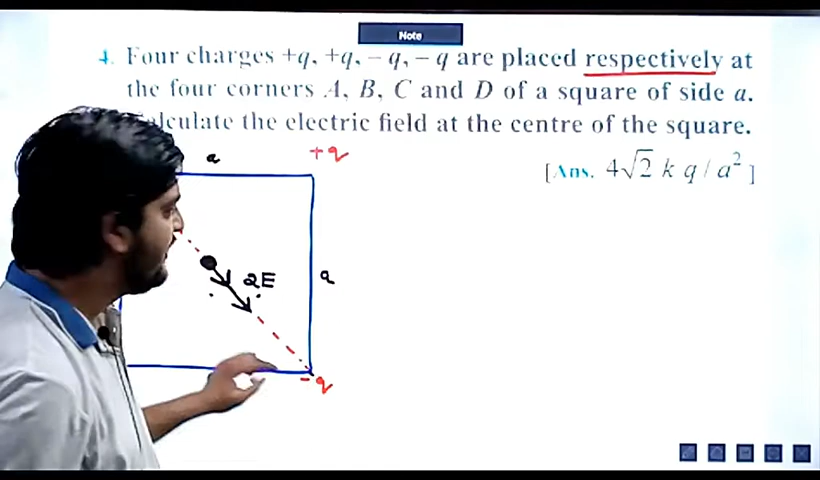 Note
4. Four charges +q, +q, – q, – q are placed respectively at
the four corners A, B, C and D of a square of side a.
the electric field at the centre of the square.
[Ans. 4√2 k q / a² ]
a
+q
a
2E
-q